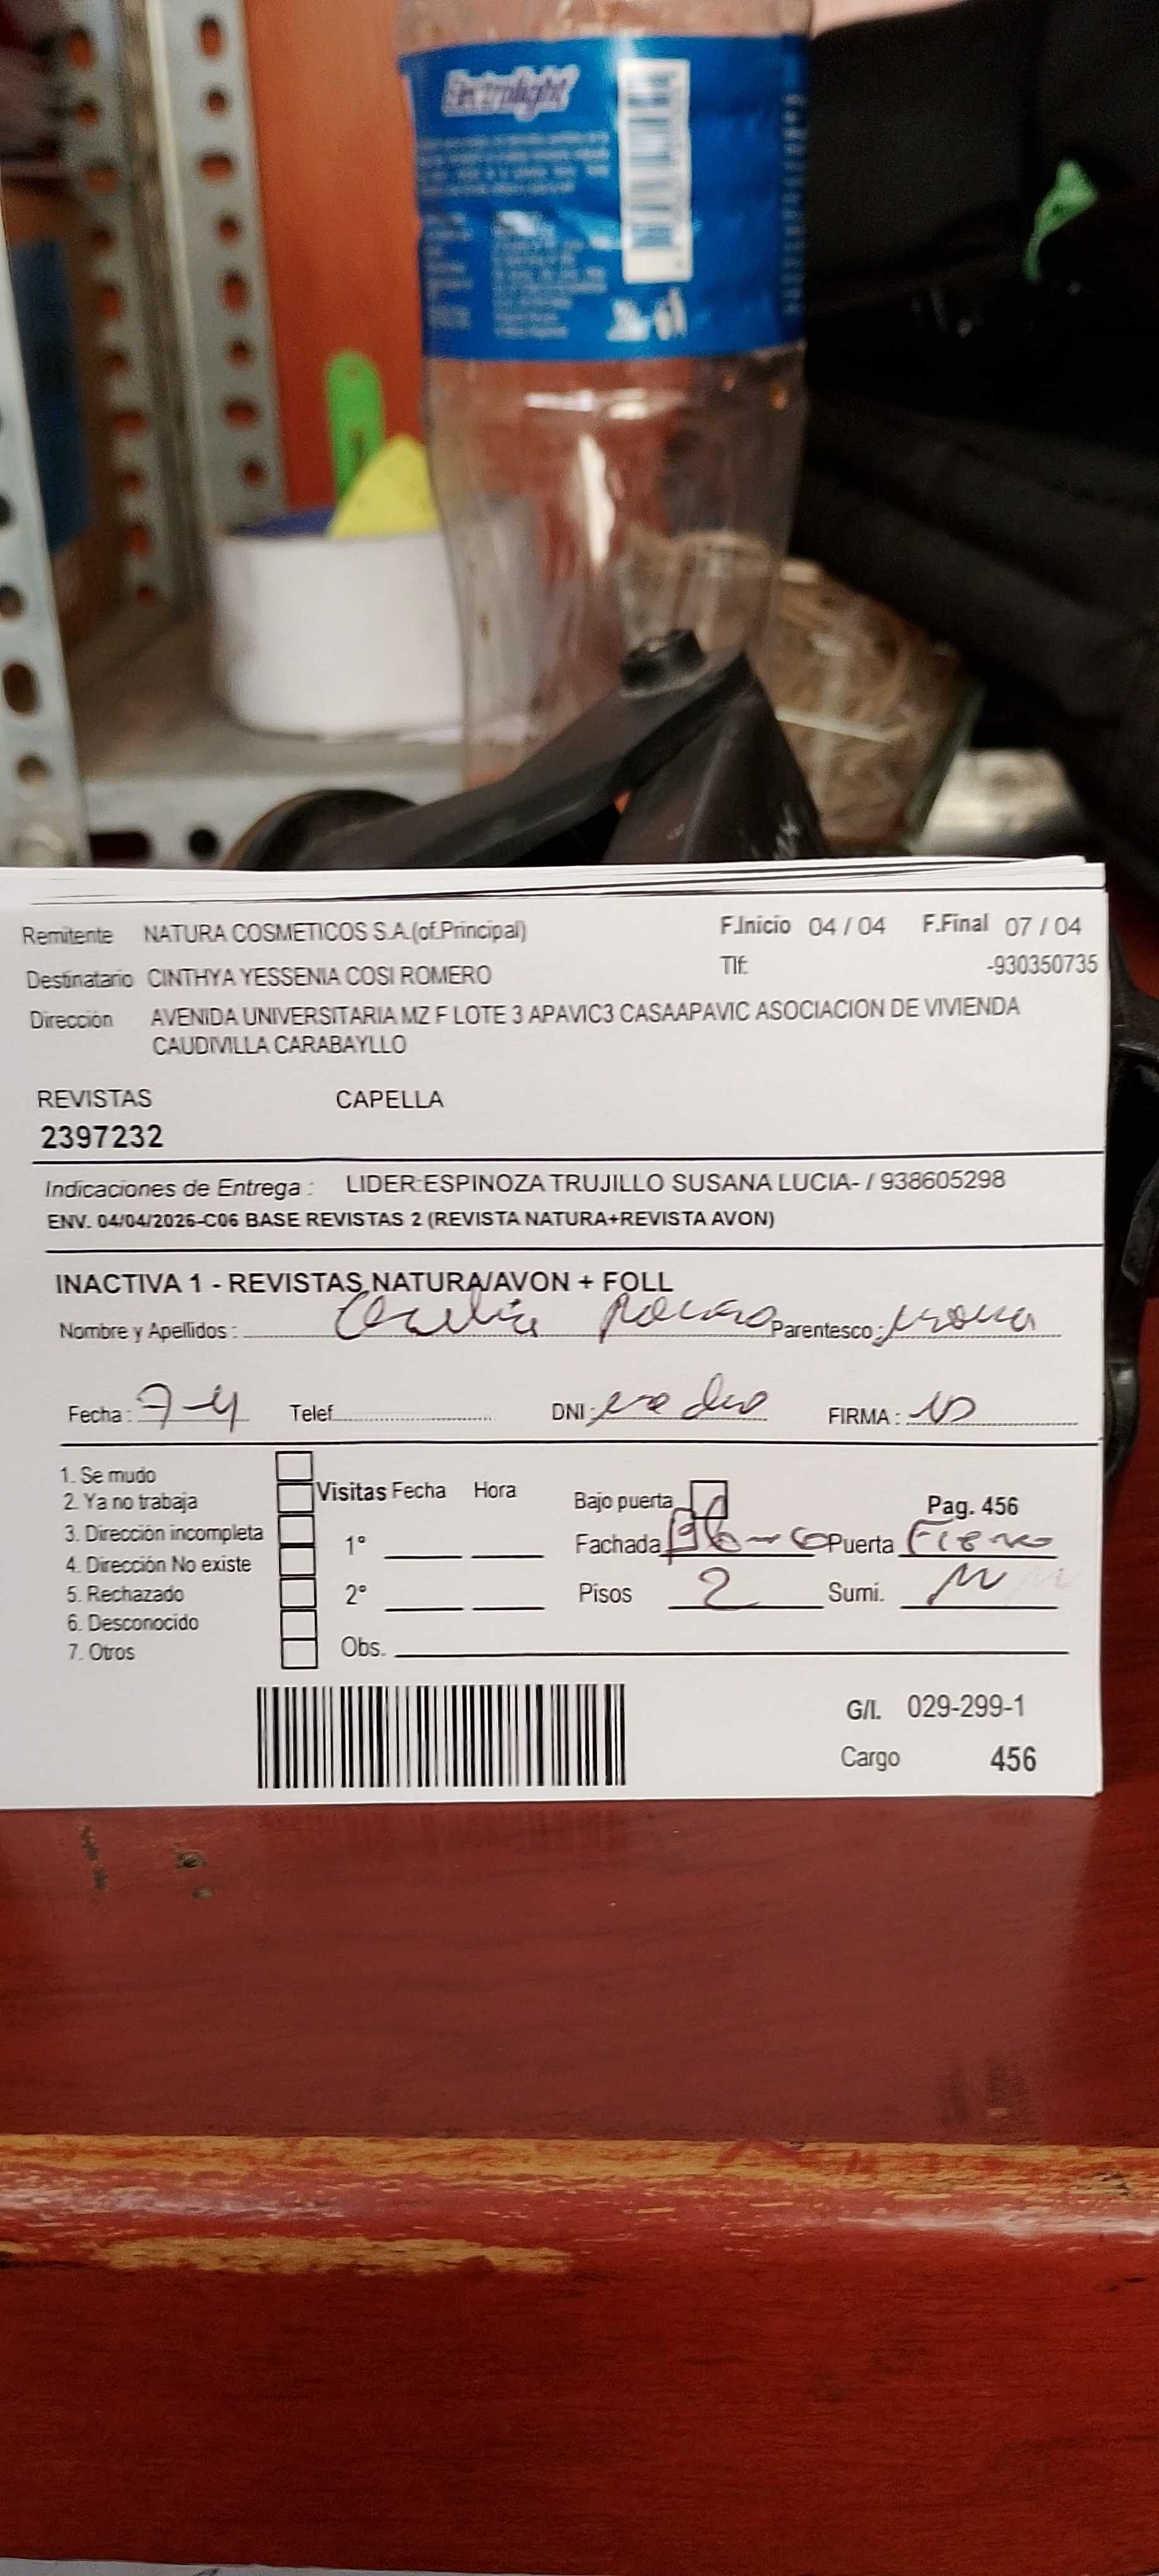 Electrolight
Remitente NATURA COSMETICOS S.A.(of.Principal) F.Inicio 04 / 04 F.Final 07 / 04
Destinatario CINTHYA YESSENIA COSI ROMERO Tlf: -930350735
Dirección AVENIDA UNIVERSITARIA MZ F LOTE 3 APAVIC3 CASAAPAVIC ASOCIACION DE VIVIENDA
CAUDIVILLA CARABAYLLO
REVISTAS CAPELLA
2397232
Indicaciones de Entrega : LIDER:ESPINOZA TRUJILLO SUSANA LUCIA- / 938605298
ENV. 04/04/2026-C06 BASE REVISTAS 2 (REVISTA NATURA+REVISTA AVON)
INACTIVA 1 - REVISTAS NATURA/AVON + FOLL
Nombre y Apellidos : Parentesco :
Fecha : 7-4 Telef. DNI : FIRMA :
1. Se mudo
2. Ya no trabaja
3. Dirección incompleta
4. Dirección No existe
5. Rechazado
6. Desconocido
7. Otros
Visitas Fecha Hora
1°
2°
Obs.
Bajo puerta Pag. 456
Fachada Blanco Puerta Fierro
Pisos 2 Sumi.
G/I. 029-299-1
Cargo 456